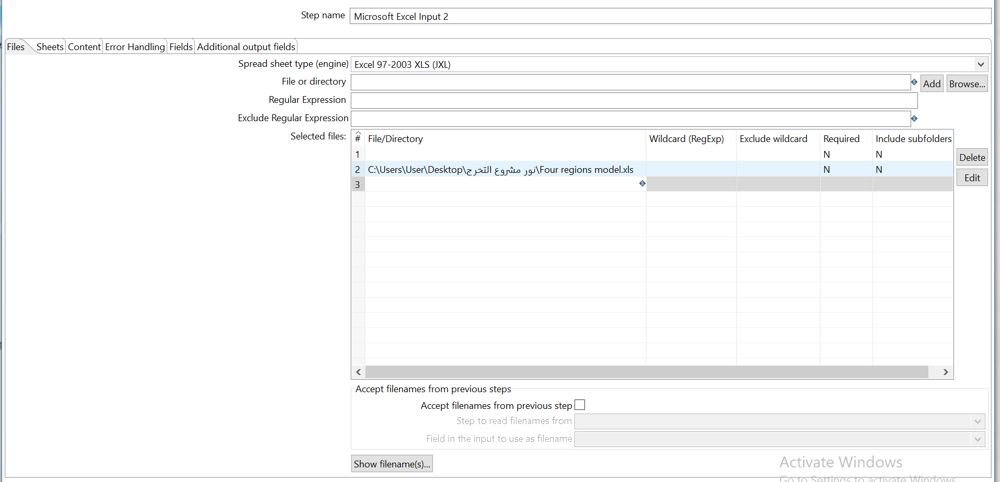 Step name Microsoft Excel Input 2
Files Sheets Content Error Handling Fields Additional output fields
Spread sheet type (engine) Excel 97-2003 XLS (JXL)
File or directory Add Browse...
Regular Expression
Exclude Regular Expression
Selected files: # File/Directory Wildcard (RegExp) Exclude wildcard Required Include subfolders
1 N N
Delete
2 C:\Users\User\Desktop\نور مشروع التخرج\Four regions model.xls N N
Edit
3
Accept filenames from previous steps
Accept filenames from previous step
Step to read filenames from
Field in the input to use as filename
Show filename(s)...
Activate Windows
Go to Settings to activate Windows.